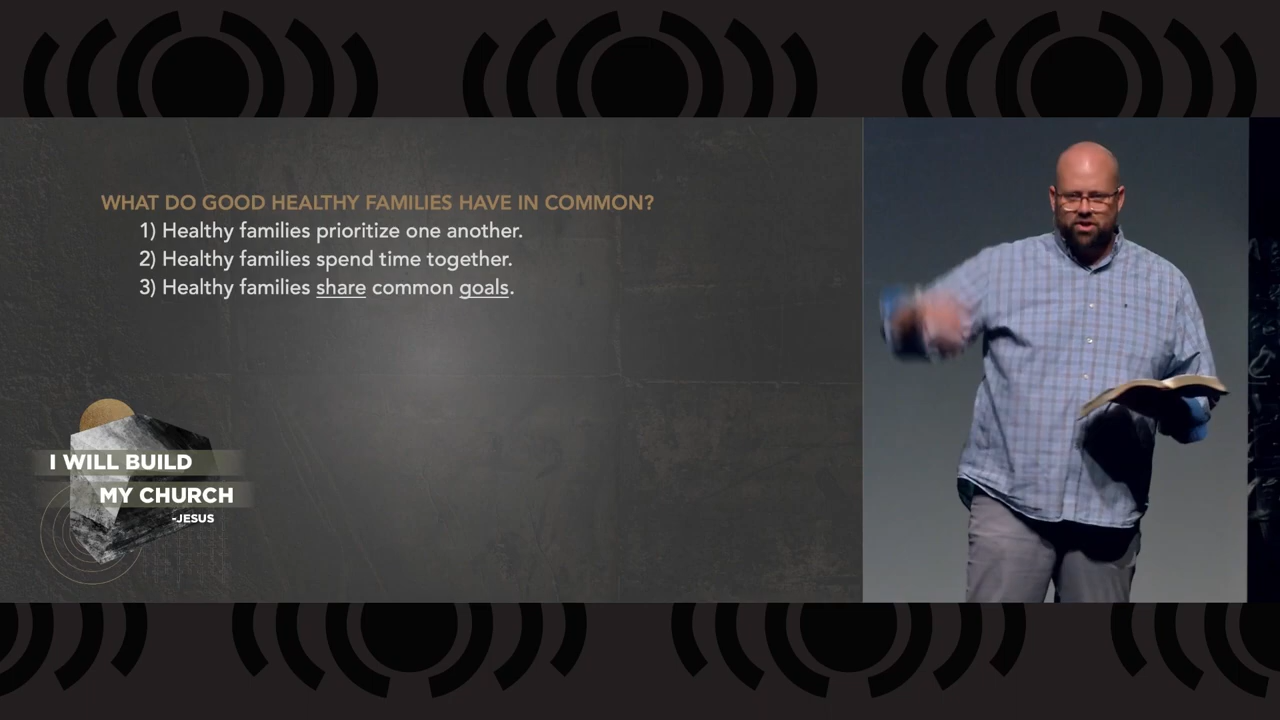 WHAT DO GOOD HEALTHY FAMILIES HAVE IN COMMON?
1) Healthy families prioritize one another.
2) Healthy families spend time together.
3) Healthy families share common goals.
I WILL BUILD
MY CHURCH
-JESUS